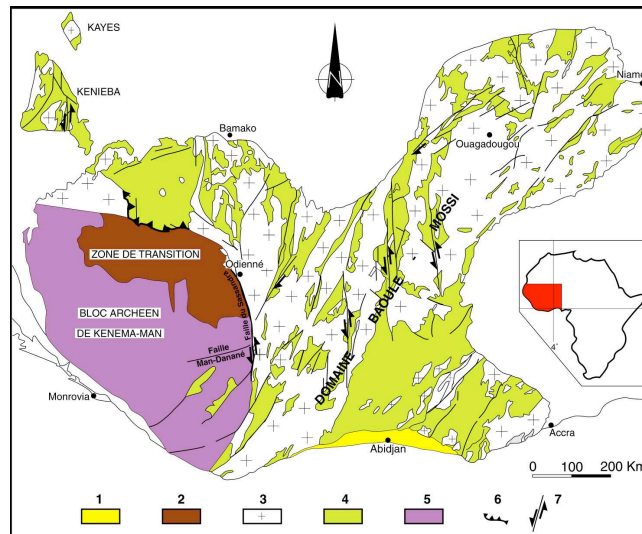 KAYES
KENIEBA
Bamako
Niame
Ouagadougou
MOSSI
ZONE DE TRANSITION
Odienné
Faille du Sassandra
BAOULE
BLOC ARCHEEN
DE KENEMA-MAN
Faille
Man-Danané
DOMAINE
4°
Monrovia
Abidjan
Accra
0 100 200 Km
1 2 3 4 5 6 7